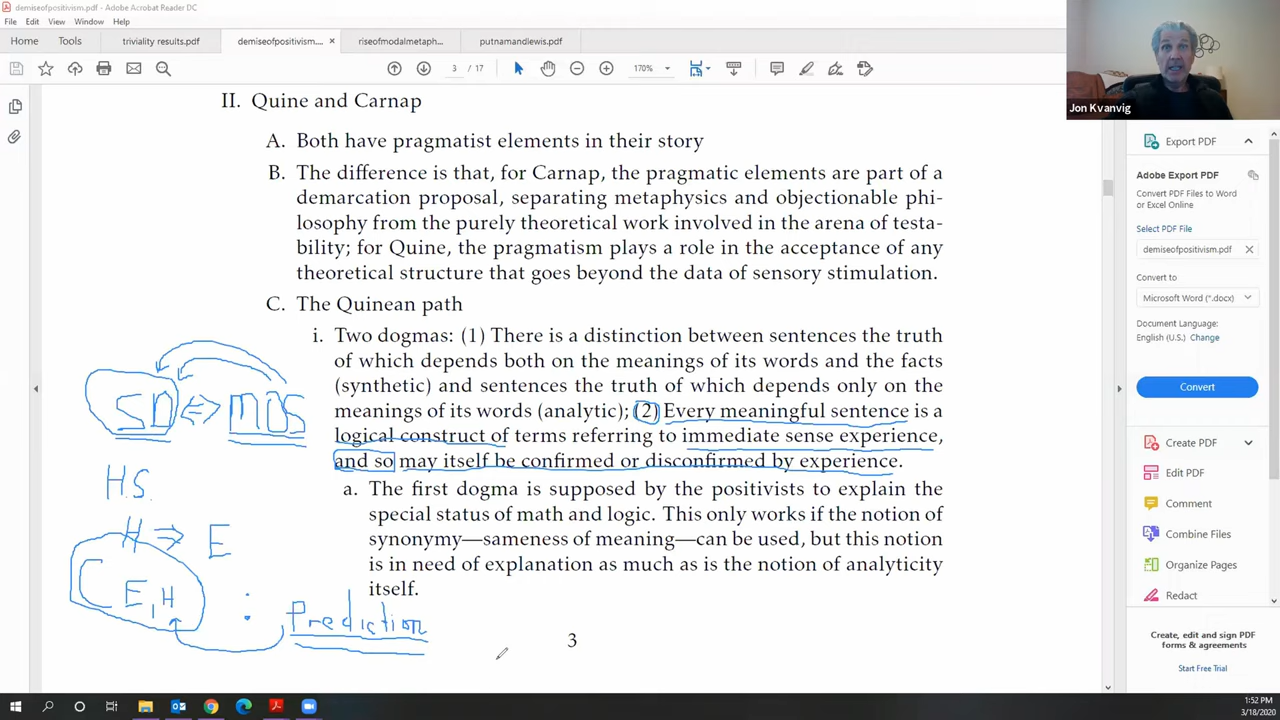 demiseofpositivism.pdf - Adobe Acrobat Reader DC
File Edit View Window Help
Home Tools triviality results.pdf demiseofpositivism.... × riseofmodalmetaph... putnamandlewis.pdf
3 / 17 170%
Jon Kvanvig
II. Quine and Carnap
A. Both have pragmatist elements in their story
B. The difference is that, for Carnap, the pragmatic elements are part of a
demarcation proposal, separating metaphysics and objectionable phi-
losophy from the purely theoretical work involved in the arena of testa-
bility; for Quine, the pragmatism plays a role in the acceptance of any
theoretical structure that goes beyond the data of sensory stimulation.
C. The Quinean path
i. Two dogmas: (1) There is a distinction between sentences the truth
of which depends both on the meanings of its words and the facts
(synthetic) and sentences the truth of which depends only on the
meanings of its words (analytic); (2) Every meaningful sentence is a
logical construct of terms referring to immediate sense experience,
and so may itself be confirmed or disconfirmed by experience.
a. The first dogma is supposed by the positivists to explain the
special status of math and logic. This only works if the notion of
synonymy—sameness of meaning—can be used, but this notion
is in need of explanation as much as is the notion of analyticity
itself.
3
SD ⇔ MOS
H.S.
H ⇒ E
C E, H : Prediction
Export PDF
Adobe Export PDF
Convert PDF Files to Word
or Excel Online
Select PDF File
demiseofpositivism.pdf ×
Convert to
Microsoft Word (*.docx)
Document Language:
English (U.S.) Change
Convert
Create PDF
Edit PDF
Comment
Combine Files
Organize Pages
Redact
Create, edit and sign PDF
forms & agreements
Start Free Trial
1:52 PM
3/18/2020